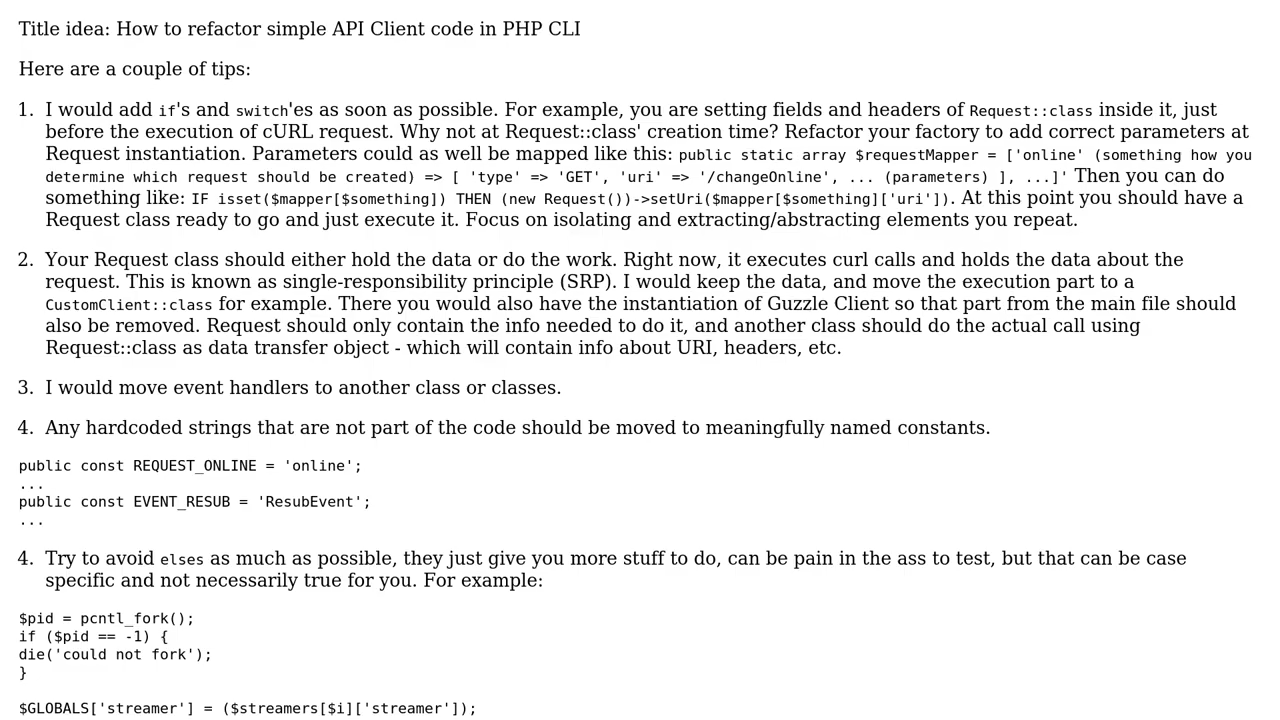 Title idea: How to refactor simple API Client code in PHP CLI
Here are a couple of tips:
1. I would add if's and switch'es as soon as possible. For example, you are setting fields and headers of Request::class inside it, just
before the execution of cURL request. Why not at Request::class' creation time? Refactor your factory to add correct parameters at
Request instantiation. Parameters could as well be mapped like this: public static array $requestMapper = ['online' (something how you
determine which request should be created) => [ 'type' => 'GET', 'uri' => '/changeOnline', ... (parameters) ], ...]' Then you can do
something like: IF isset($mapper[$something]) THEN (new Request())->setUri($mapper[$something]['uri']). At this point you should have a
Request class ready to go and just execute it. Focus on isolating and extracting/abstracting elements you repeat.
2. Your Request class should either hold the data or do the work. Right now, it executes curl calls and holds the data about the
request. This is known as single-responsibility principle (SRP). I would keep the data, and move the execution part to a
CustomClient::class for example. There you would also have the instantiation of Guzzle Client so that part from the main file should
also be removed. Request should only contain the info needed to do it, and another class should do the actual call using
Request::class as data transfer object - which will contain info about URI, headers, etc.
3. I would move event handlers to another class or classes.
4. Any hardcoded strings that are not part of the code should be moved to meaningfully named constants.
public const REQUEST_ONLINE = 'online';
...
public const EVENT_RESUB = 'ResubEvent';
...
4. Try to avoid elses as much as possible, they just give you more stuff to do, can be pain in the ass to test, but that can be case
specific and not necessarily true for you. For example:
$pid = pcntl_fork();
if ($pid == -1) {
die('could not fork');
}
$GLOBALS['streamer'] = ($streamers[$i]['streamer']);